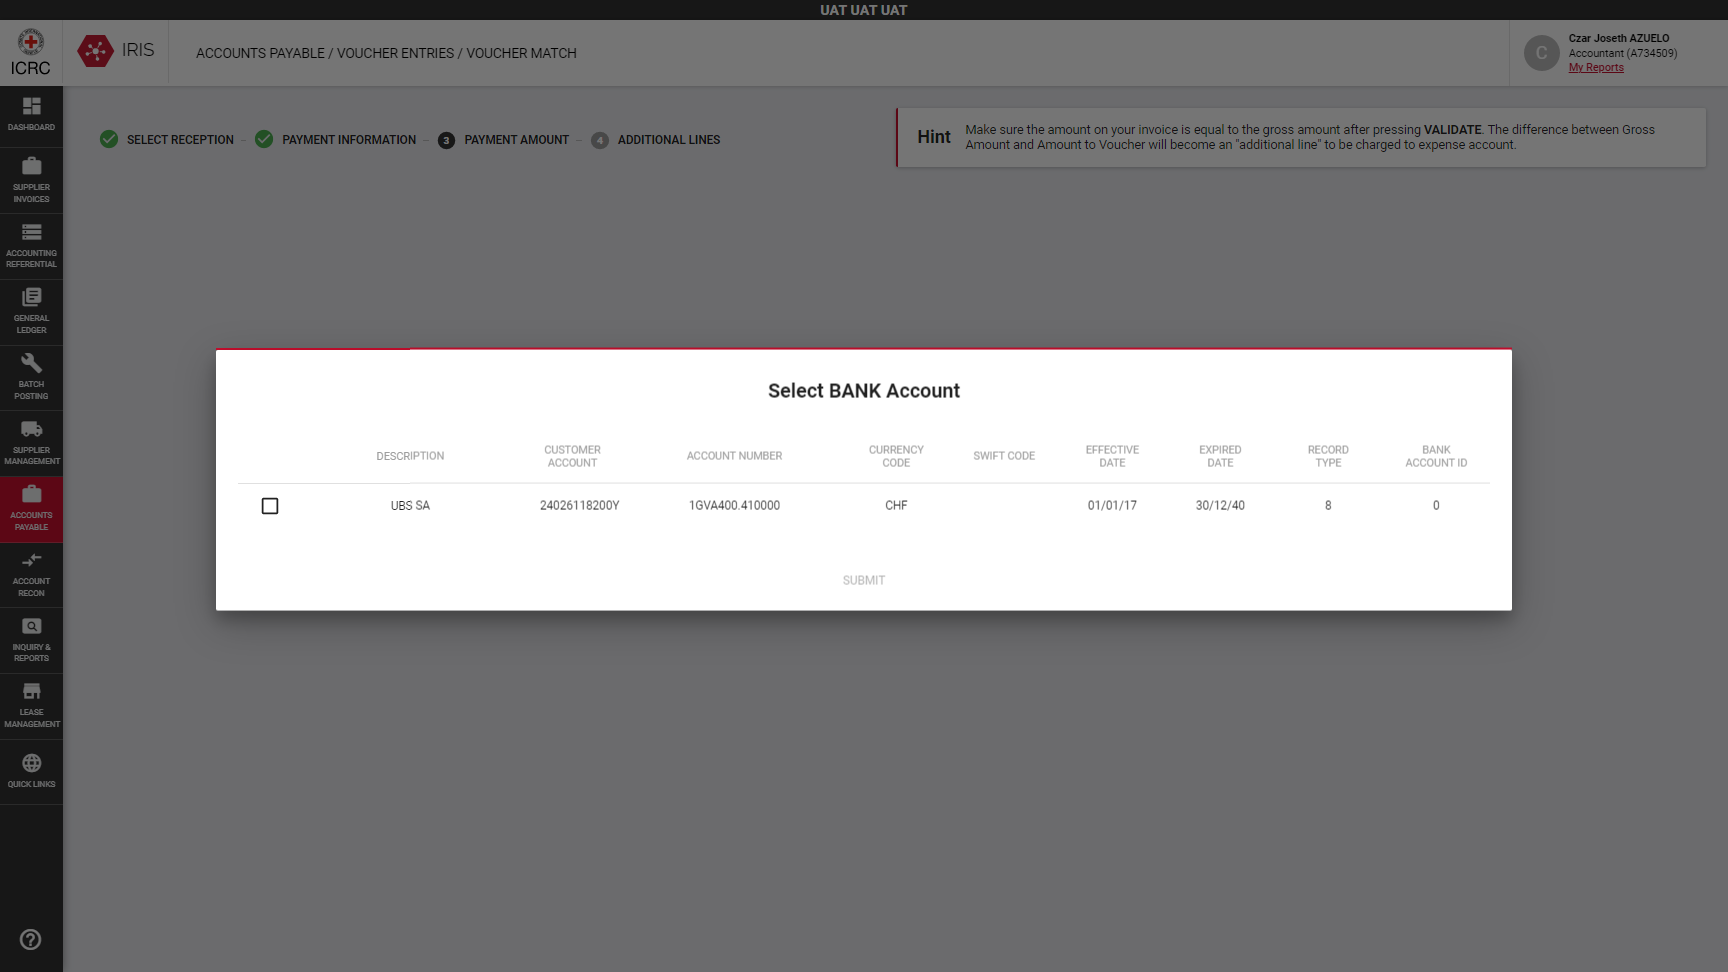 UAT UAT UAT
ICRC
IRIS
ACCOUNTS PAYABLE / VOUCHER ENTRIES / VOUCHER MATCH
C
Czar Joseth AZUELO
Accountant (A734509)
My Reports
DASHBOARD
SUPPLIER
INVOICES
ACCOUNTING
REFERENTIAL
GENERAL
LEDGER
BATCH
POSTING
SUPPLIER
MANAGEMENT
ACCOUNTS
PAYABLE
ACCOUNT
RECON
INQUIRY &
REPORTS
LEASE
MANAGEMENT
QUICK LINKS
SELECT RECEPTION – PAYMENT INFORMATION – 3 PAYMENT AMOUNT – 4 ADDITIONAL LINES
Hint
Make sure the amount on your invoice is equal to the gross amount after pressing VALIDATE. The difference between Gross
Amount and Amount to Voucher will become an "additional line" to be charged to expense account.
Select BANK Account
DESCRIPTION
CUSTOMER
ACCOUNT
ACCOUNT NUMBER
CURRENCY
CODE
SWIFT CODE
EFFECTIVE
DATE
EXPIRED
DATE
RECORD
TYPE
BANK
ACCOUNT ID
UBS SA 24026118200Y 1GVA400.410000 CHF 01/01/17 30/12/40 8 0
SUBMIT